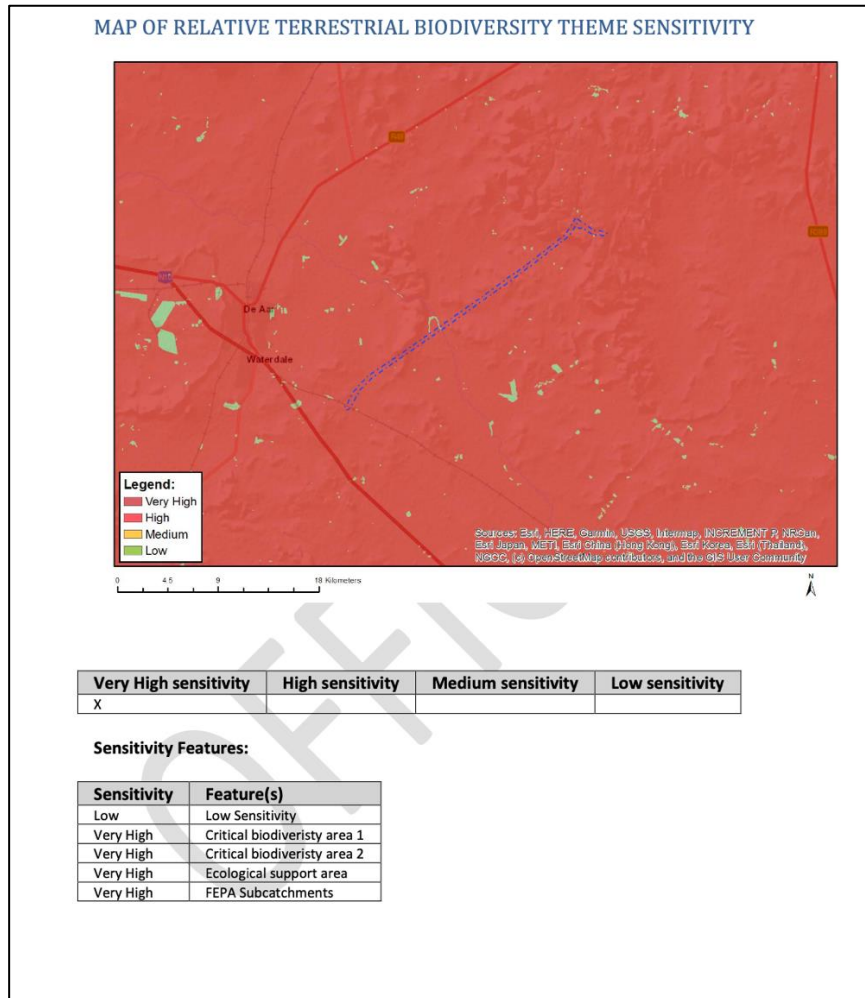 MAP OF RELATIVE TERRESTRIAL BIODIVERSITY THEME SENSITIVITY
De Aar
Waterdale
Legend:
Very High
High
Medium
Low
Sources: Esri, HERE, Garmin, USGS, Intermap, INCREMENT P, NRCan,
Esri Japan, METI, Esri China (Hong Kong), Esri Korea, Esri (Thailand),
NGCC, (c) OpenStreetMap contributors, and the GIS User Community
0 4.5 9 18 Kilometers
N
Very High sensitivity High sensitivity Medium sensitivity Low sensitivity
X
Sensitivity Features:
Sensitivity Feature(s)
Low Low Sensitivity
Very High Critical biodiveristy area 1
Very High Critical biodiveristy area 2
Very High Ecological support area
Very High FEPA Subcatchments